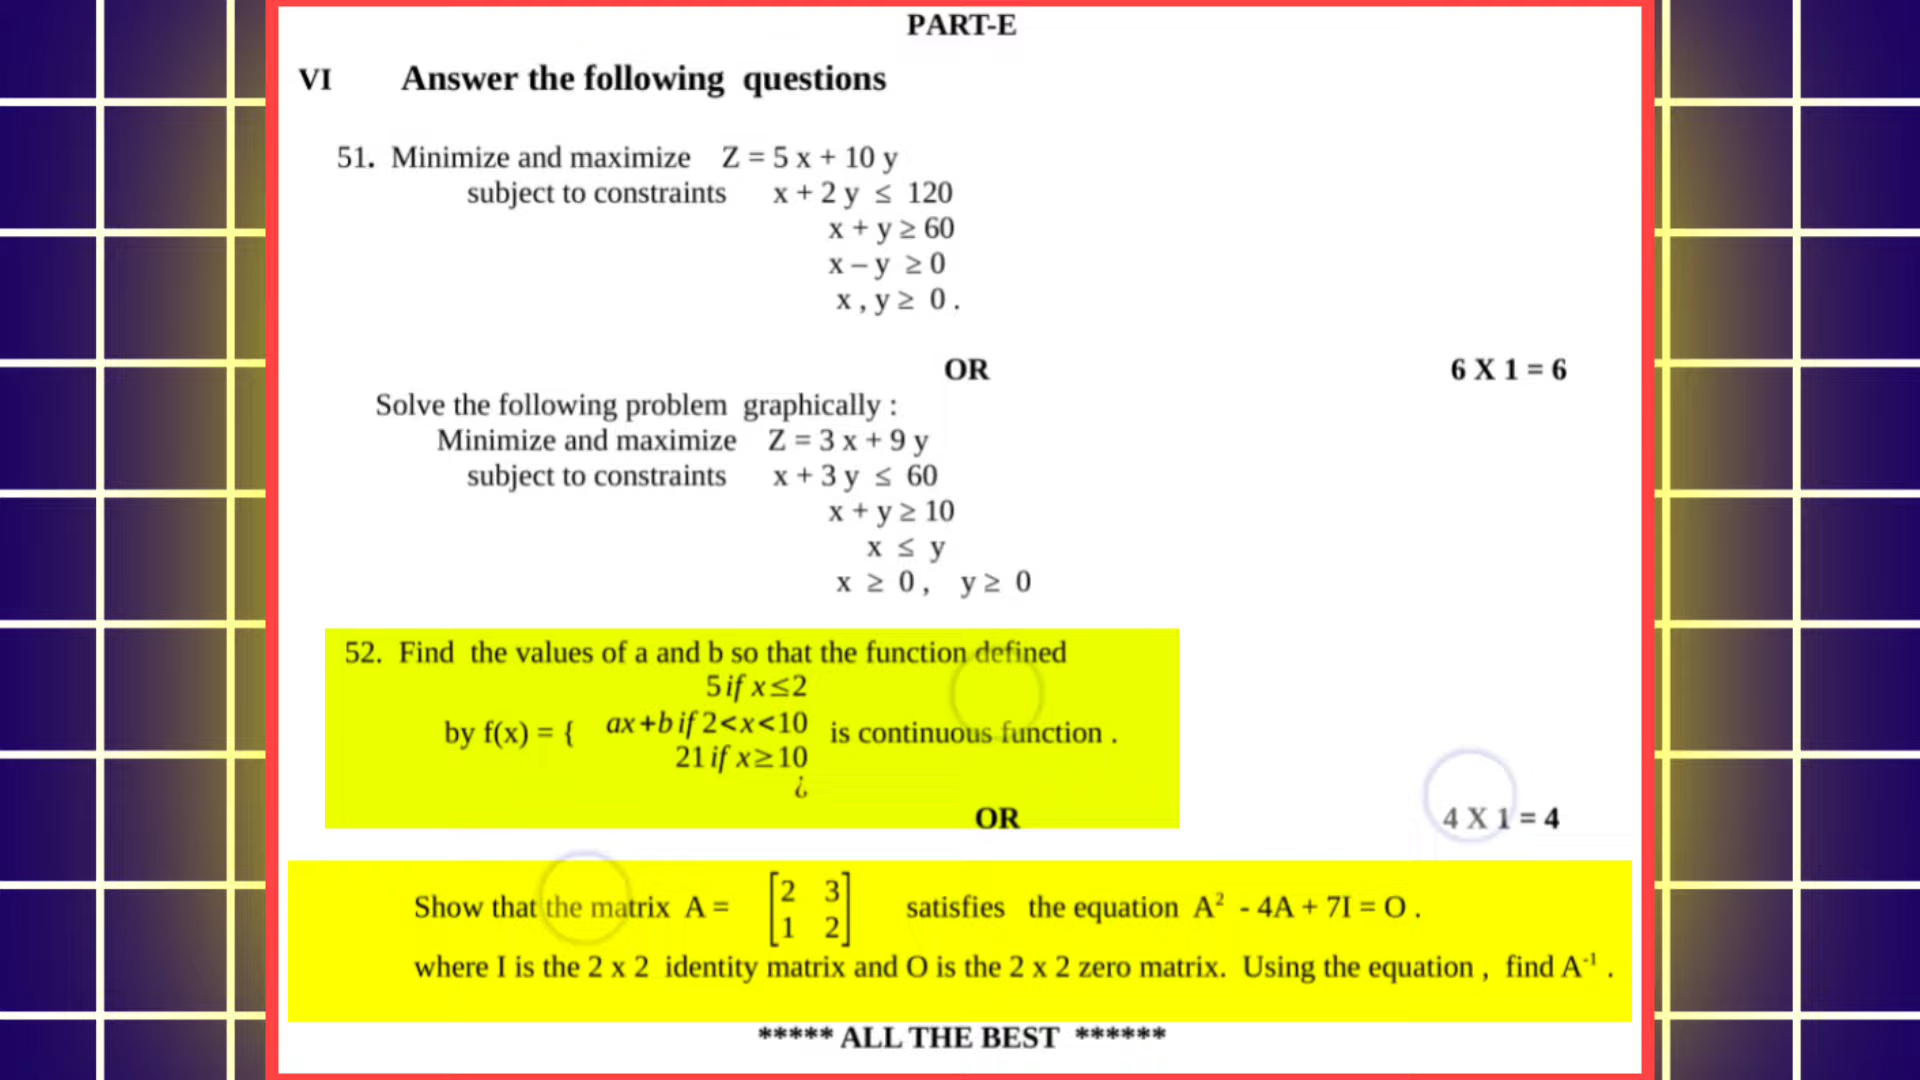 PART-E
VI Answer the following questions
51. Minimize and maximize Z = 5 x + 10 y
subject to constraints x + 2 y ≤ 120
x + y ≥ 60
x – y ≥ 0
x , y ≥ 0 .
OR 6 X 1 = 6
Solve the following problem graphically :
Minimize and maximize Z = 3 x + 9 y
subject to constraints x + 3 y ≤ 60
x + y ≥ 10
x ≤ y
x ≥ 0 , y ≥ 0
52. Find the values of a and b so that the function defined
5 if x≤2
by f(x) = { ax+b if 2<x<10 is continuous function .
21 if x≥10
¿
OR 4 X 1 = 4
Show that the matrix A = [2 3 1 2] satisfies the equation A² - 4A + 7I = O .
where I is the 2 x 2 identity matrix and O is the 2 x 2 zero matrix. Using the equation , find A⁻¹ .
***** ALL THE BEST ******